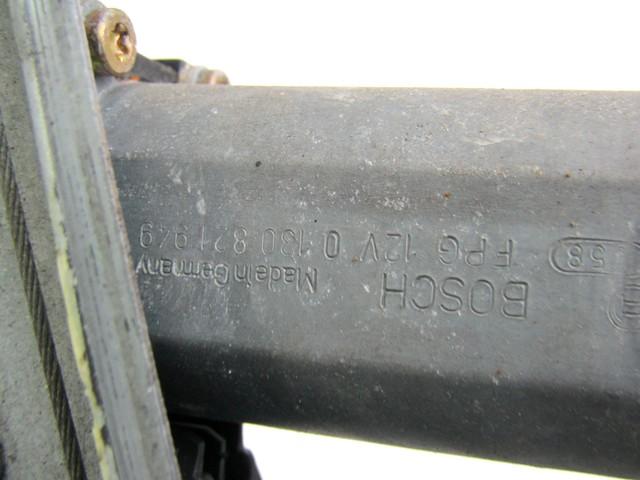 BOSCH Made in Germany
58 FPG 12V 0 130 821 949